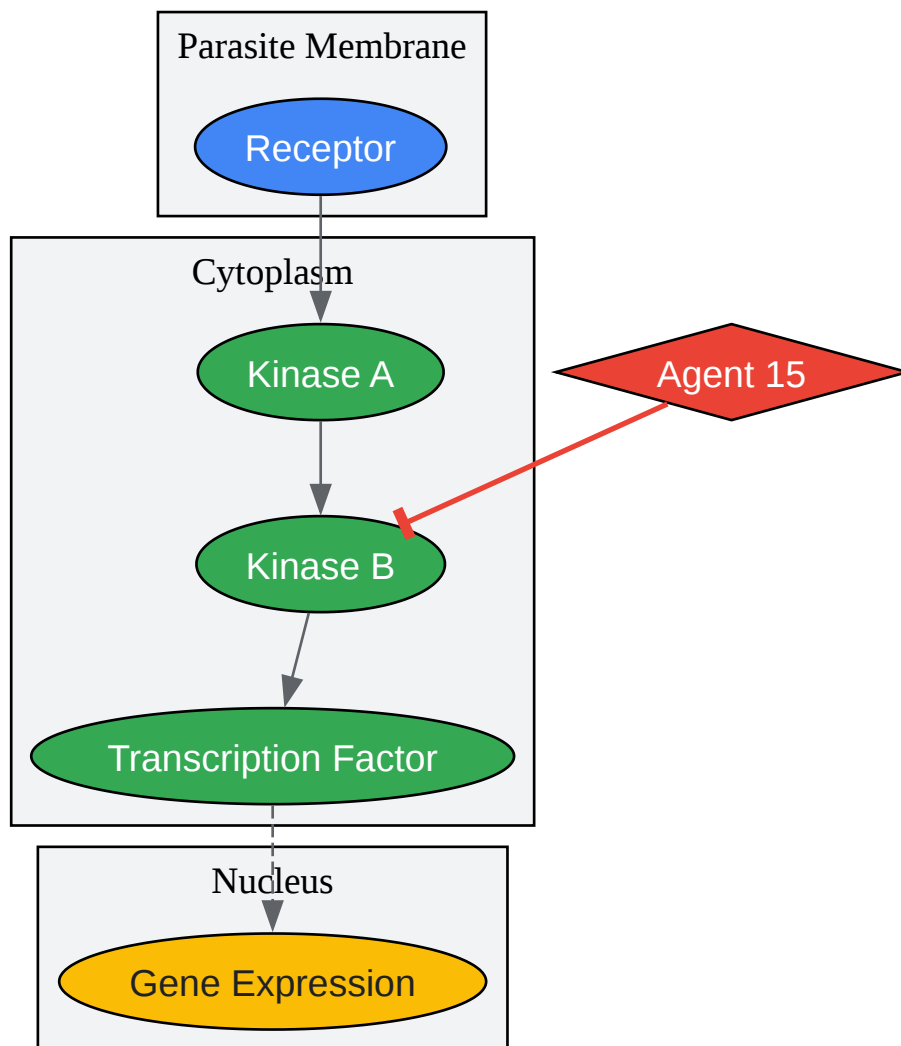 Parasite Membrane
Receptor
Cytoplasm
Kinase A
Agent 15
Kinase B
Transcription Factor
Nucleus
Gene Expression